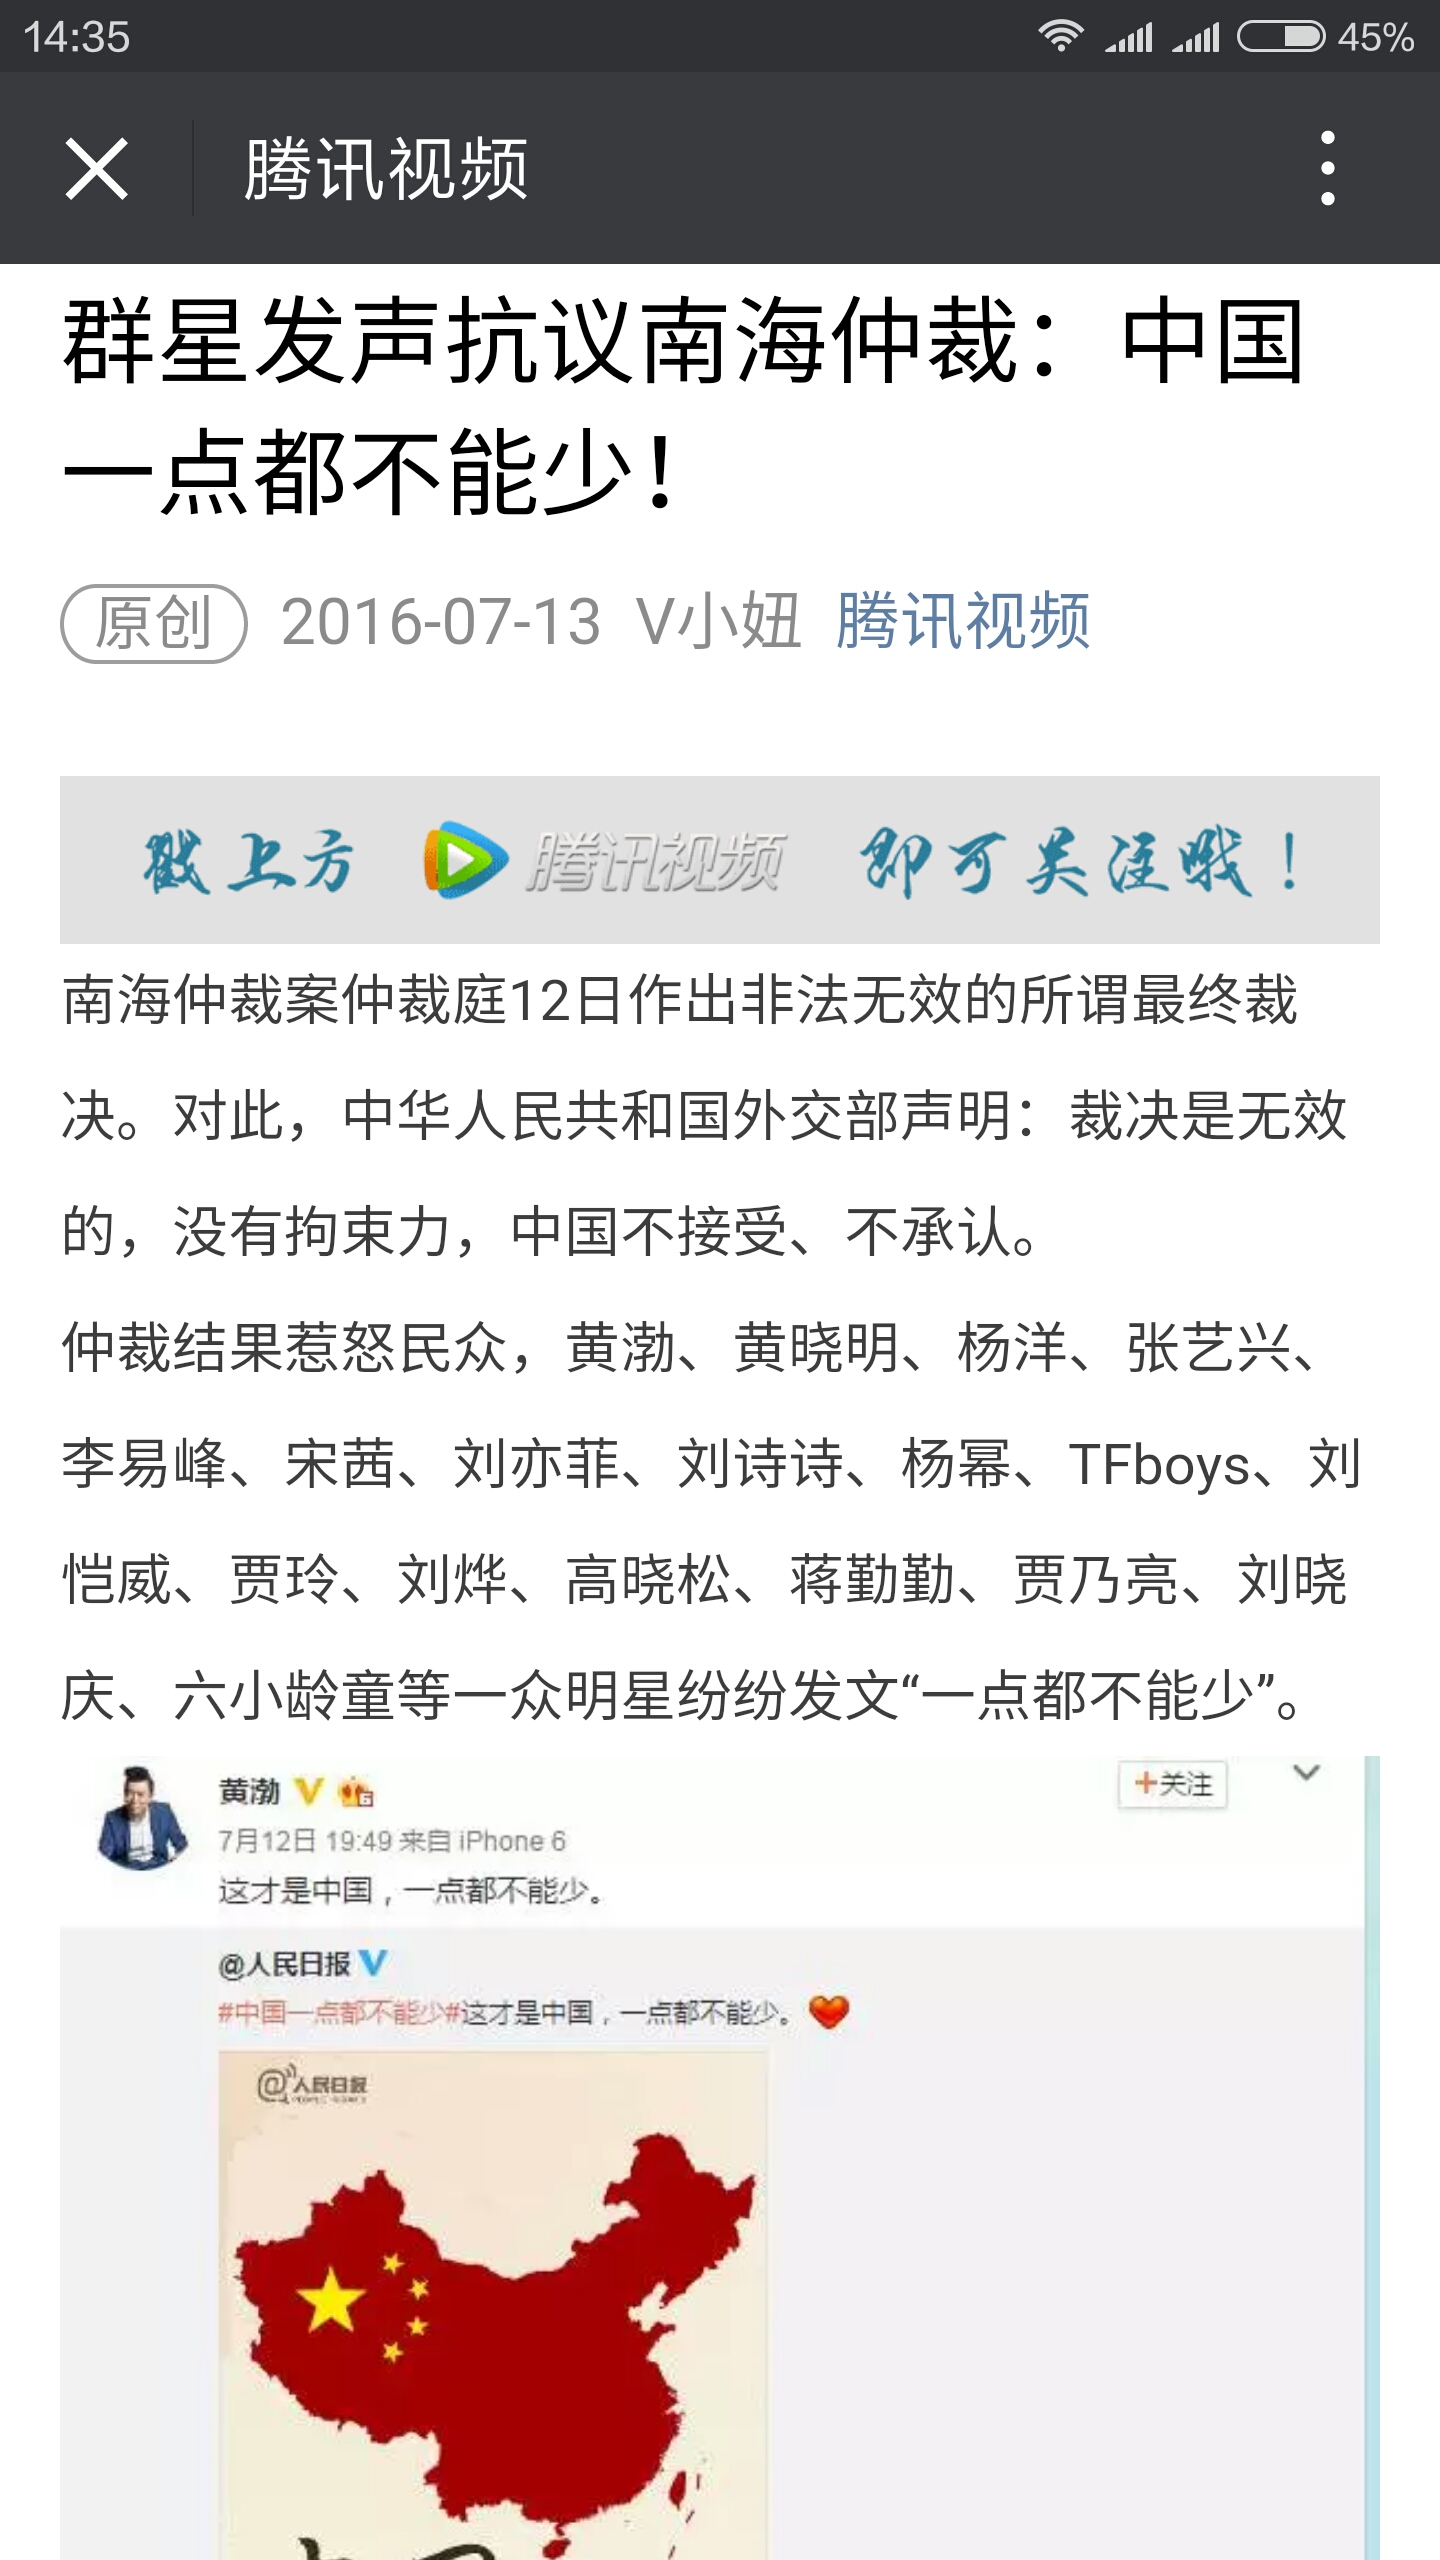 14:35
45%
腾讯视频
群星发声抗议南海仲裁：中国
一点都不能少！
原创 2016-07-13 V小妞 腾讯视频
戳上方 腾讯视频 即可关注哦！
南海仲裁案仲裁庭12日作出非法无效的所谓最终裁
决。对此，中华人民共和国外交部声明：裁决是无效
的，没有拘束力，中国不接受、不承认。
仲裁结果惹怒民众，黄渤、黄晓明、杨洋、张艺兴、
李易峰、宋茜、刘亦菲、刘诗诗、杨幂、TFboys、刘
恺威、贾玲、刘烨、高晓松、蒋勤勤、贾乃亮、刘晓
庆、六小龄童等一众明星纷纷发文“一点都不能少”。
黄渤 V
+关注
7月12日 19:49 来自 iPhone 6
这才是中国，一点都不能少。
@人民日报 V
#中国一点都不能少#这才是中国，一点都不能少。
@人民日报